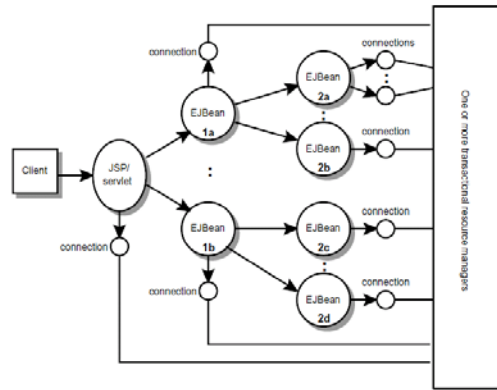 connection
connections
EJBean
2a
EJBean
1a
connection
EJBean
2b
Client
JSP/
servlet
connection
connection
EJBean
1b
EJBean
2c
connection
connection
EJBean
2d
One or more transactional resource managers